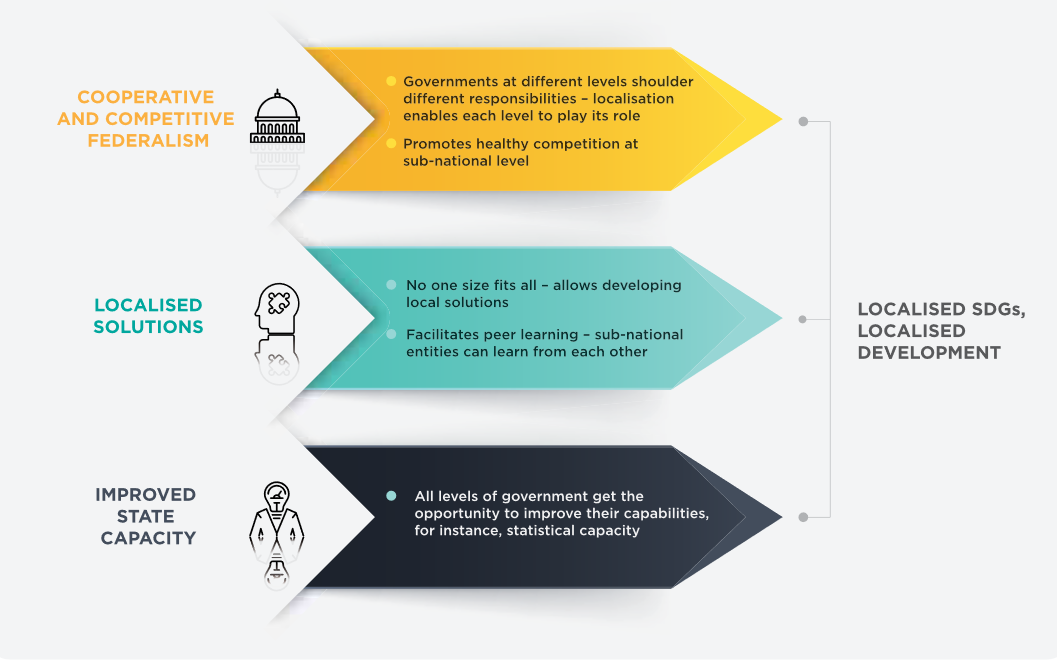 COOPERATIVE
AND COMPETITIVE
FEDERALISM
Governments at different levels shoulder
different responsibilities – localisation
enables each level to play its role
Promotes healthy competition at
sub-national level
LOCALISED
SOLUTIONS
No one size fits all – allows developing
local solutions
Facilitates peer learning – sub-national
entities can learn from each other
LOCALISED SDGs,
LOCALISED
DEVELOPMENT
IMPROVED
STATE
CAPACITY
All levels of government get the
opportunity to improve their capabilities,
for instance, statistical capacity